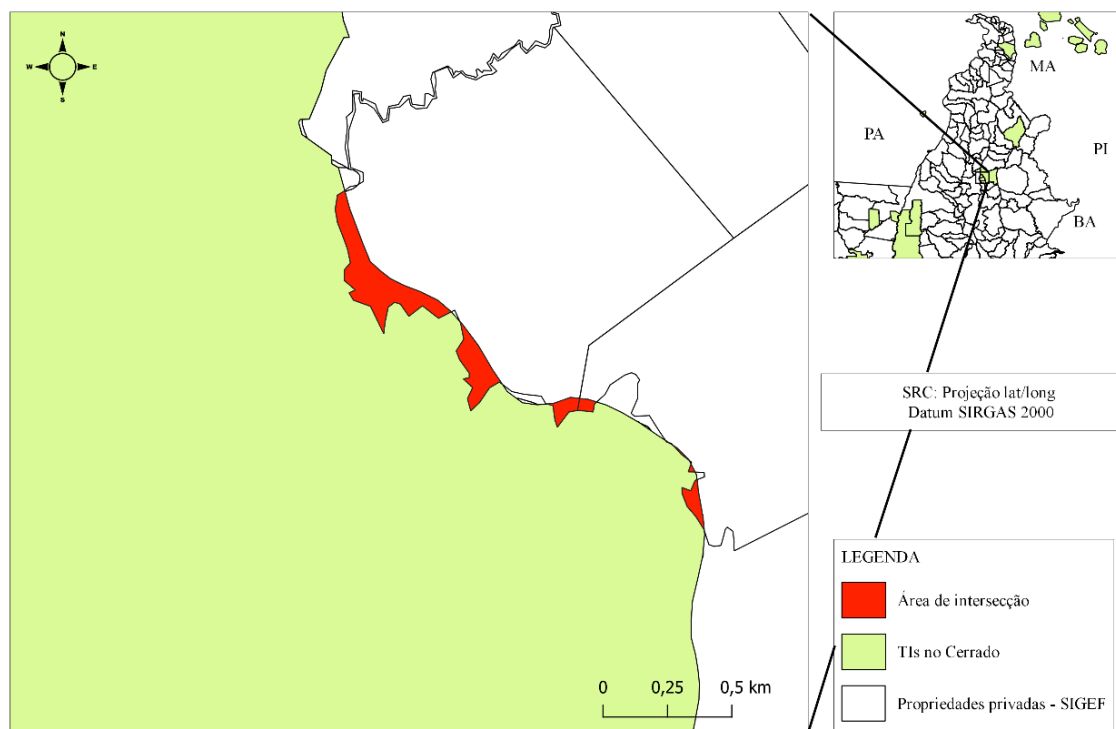 N
W E
S
0 0,25 0,5 km
MA
PA
PI
BA
SRC: Projeção lat/long
Datum SIRGAS 2000
LEGENDA
Área de intersecção
TIs no Cerrado
Propriedades privadas - SIGEF